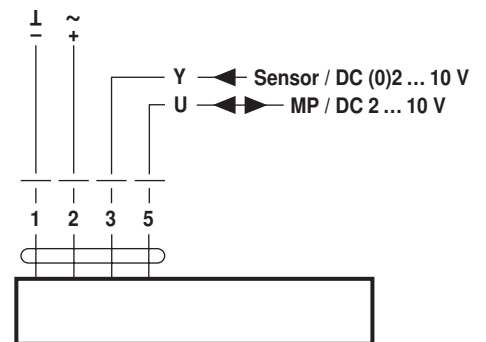 ⊥ ~
– +
Y Sensor / DC (0)2 ... 10 V
U MP / DC 2 ... 10 V
1 2 3 5